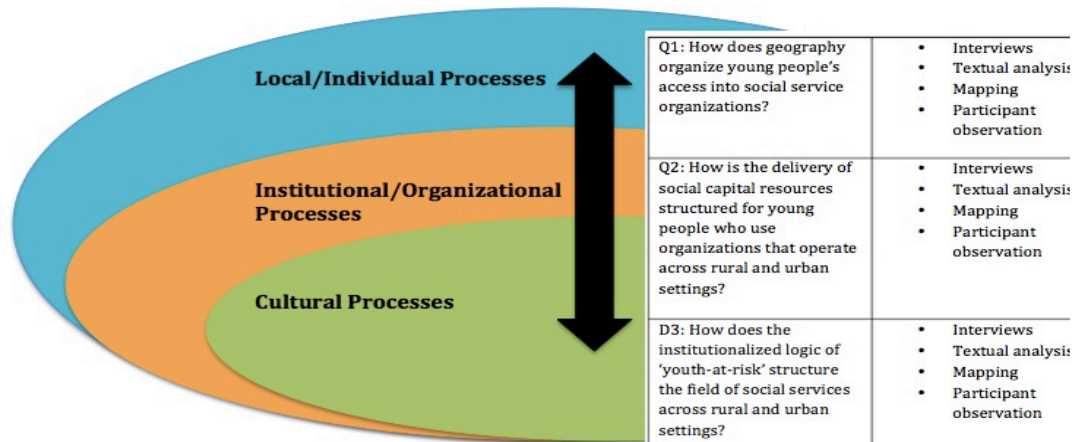 Local/Individual Processes
Institutional/Organizational
Processes
Cultural Processes
Q1: How does geography
organize young people's
access into social service
organizations?
• Interviews
• Textual analysis
• Mapping
• Participant
observation
Q2: How is the delivery of
social capital resources
structured for young
people who use
organizations that operate
across rural and urban
settings?
• Interviews
• Textual analysis
• Mapping
• Participant
observation
D3: How does the
institutionalized logic of
‘youth-at-risk’ structure
the field of social services
across rural and urban
settings?
• Interviews
• Textual analysis
• Mapping
• Participant
observation